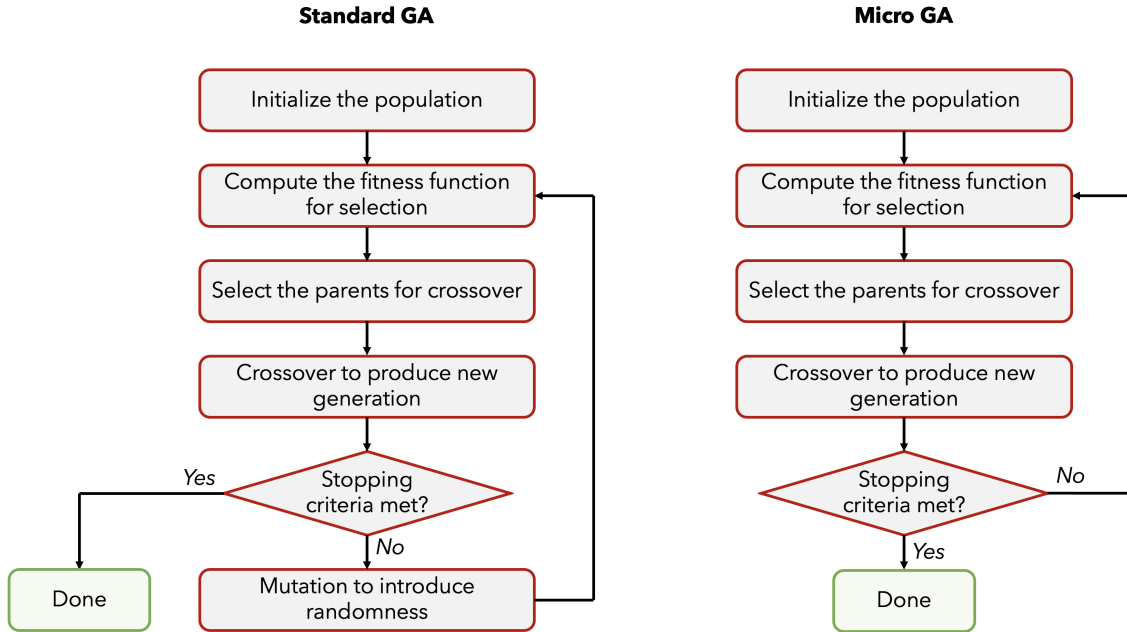 Standard GA
Initialize the population
Compute the fitness function
for selection
Select the parents for crossover
Crossover to produce new
generation
Stopping
criteria met?
Yes
No
Done
Mutation to introduce
randomness
Micro GA
Initialize the population
Compute the fitness function
for selection
Select the parents for crossover
Crossover to produce new
generation
Stopping
criteria met?
No
Yes
Done